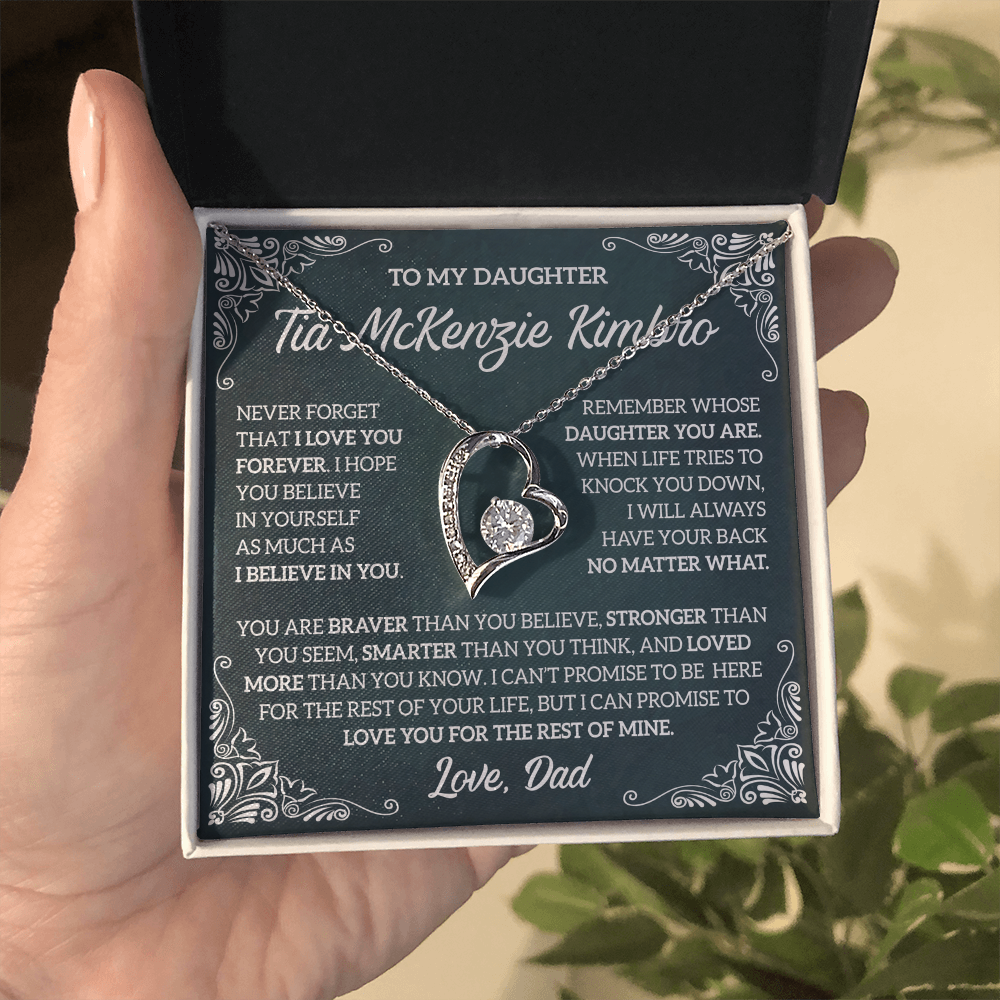 TO MY DAUGHTER
Tia McKenzie Kimbro
NEVER FORGET
THAT I LOVE YOU
FOREVER. I HOPE
YOU BELIEVE
IN YOURSELF
AS MUCH AS
I BELIEVE IN YOU.
REMEMBER WHOSE
DAUGHTER YOU ARE.
WHEN LIFE TRIES TO
KNOCK YOU DOWN,
I WILL ALWAYS
HAVE YOUR BACK
NO MATTER WHAT.
YOU ARE BRAVER THAN YOU BELIEVE, STRONGER THAN
YOU SEEM, SMARTER THAN YOU THINK, AND LOVED
MORE THAN YOU KNOW. I CAN'T PROMISE TO BE HERE
FOR THE REST OF YOUR LIFE, BUT I CAN PROMISE TO
LOVE YOU FOR THE REST OF MINE.
Love, Dad